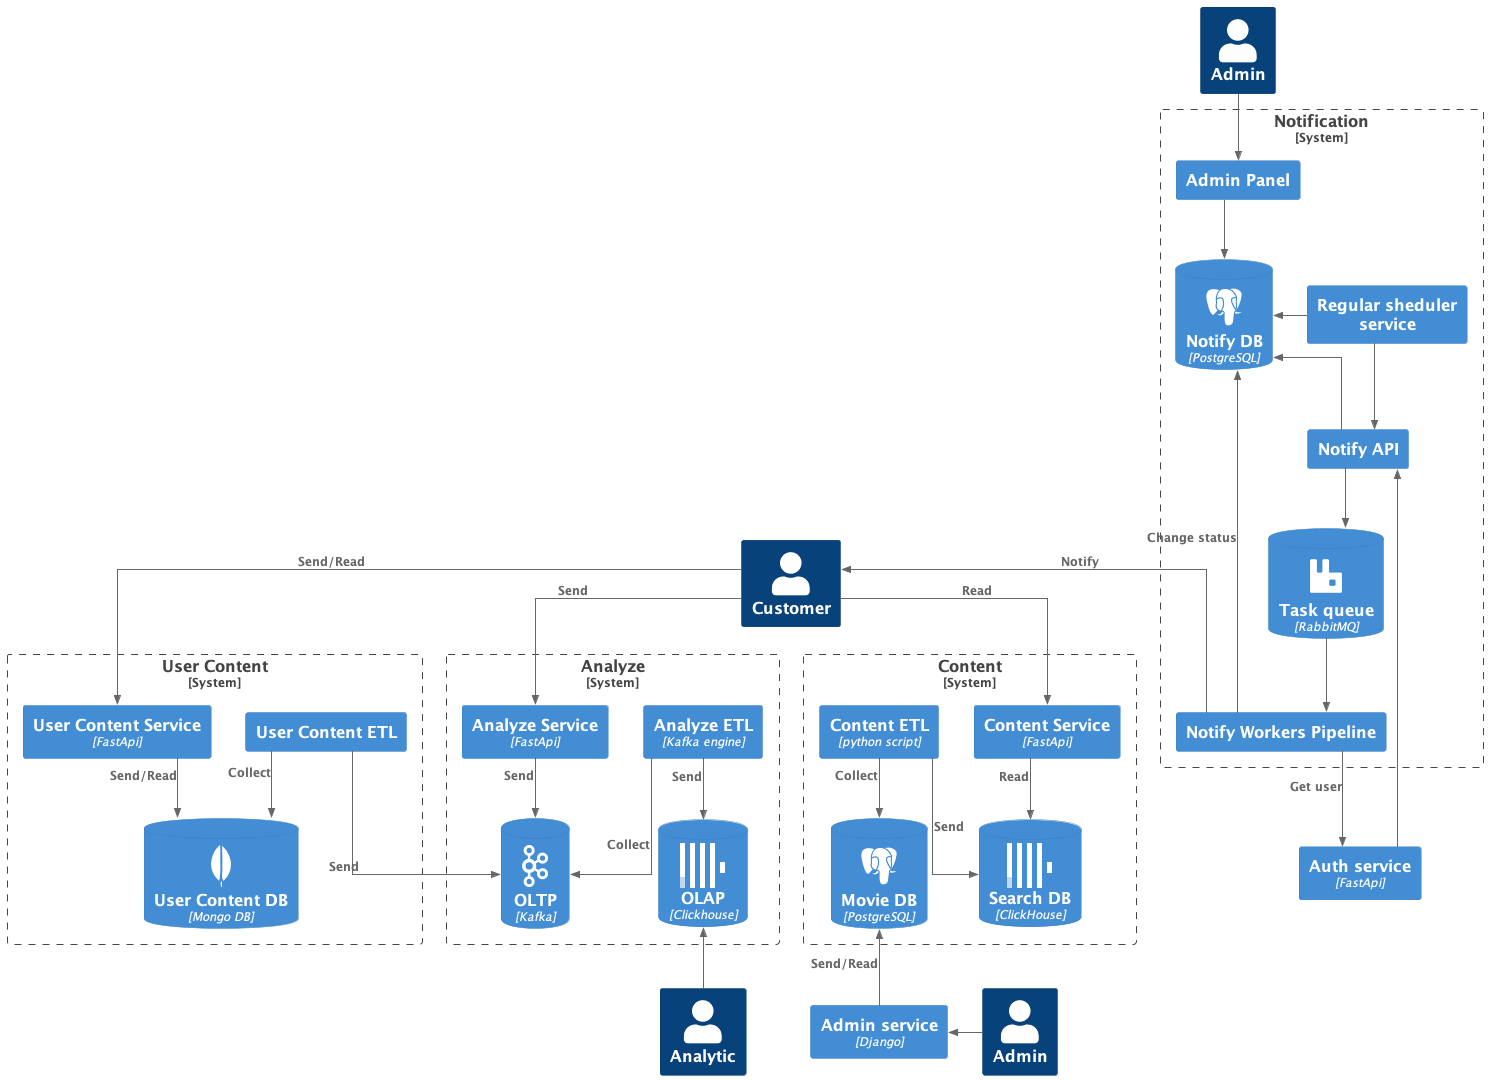 Admin
Notification
[System]
Admin Panel
Notify DB
[PostgreSQL]
Regular sheduler
service
Notify API
Change status
Task queue
[RabbitMQ]
Send/Read
Notify
Send
Read
Customer
User Content
[System]
User Content Service
[FastApi]
User Content ETL
Send/Read
Collect
User Content DB
[Mongo DB]
Send
Analyze
[System]
Analyze Service
[FastApi]
Analyze ETL
[Kafka engine]
Send
Send
Collect
OLTP
[Kafka]
OLAP
[Clickhouse]
Content
[System]
Content ETL
[python script]
Content Service
[FastApi]
Collect
Read
Send
Movie DB
[PostgreSQL]
Search DB
[ClickHouse]
Notify Workers Pipeline
Get user
Auth service
[FastApi]
Send/Read
Analytic
Admin service
[Django]
Admin